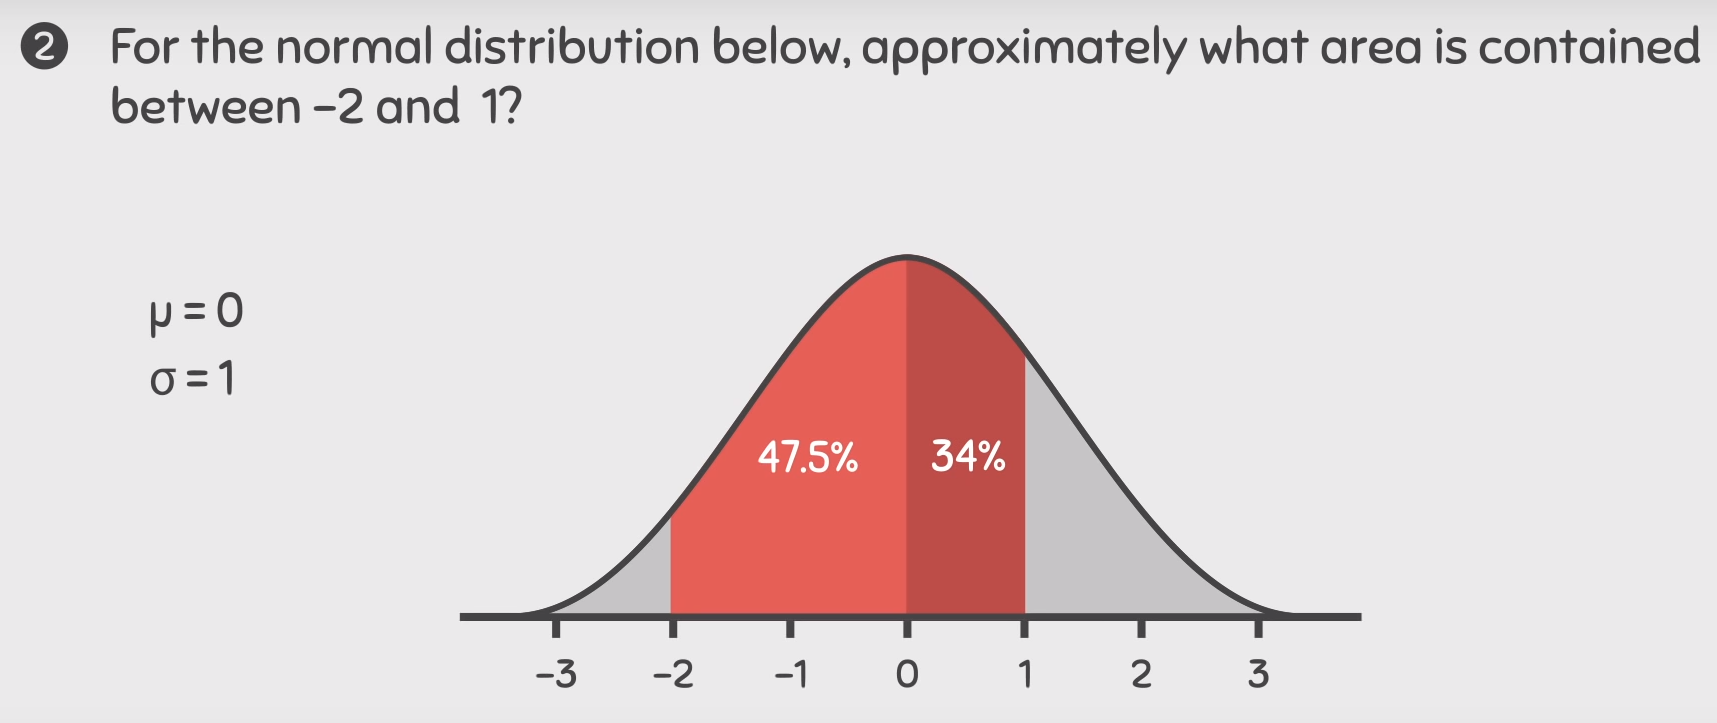 2 For the normal distribution below, approximately what area is contained
between -2 and 1?
μ = 0
σ = 1
47.5% 34%
-3 -2 -1 0 1 2 3